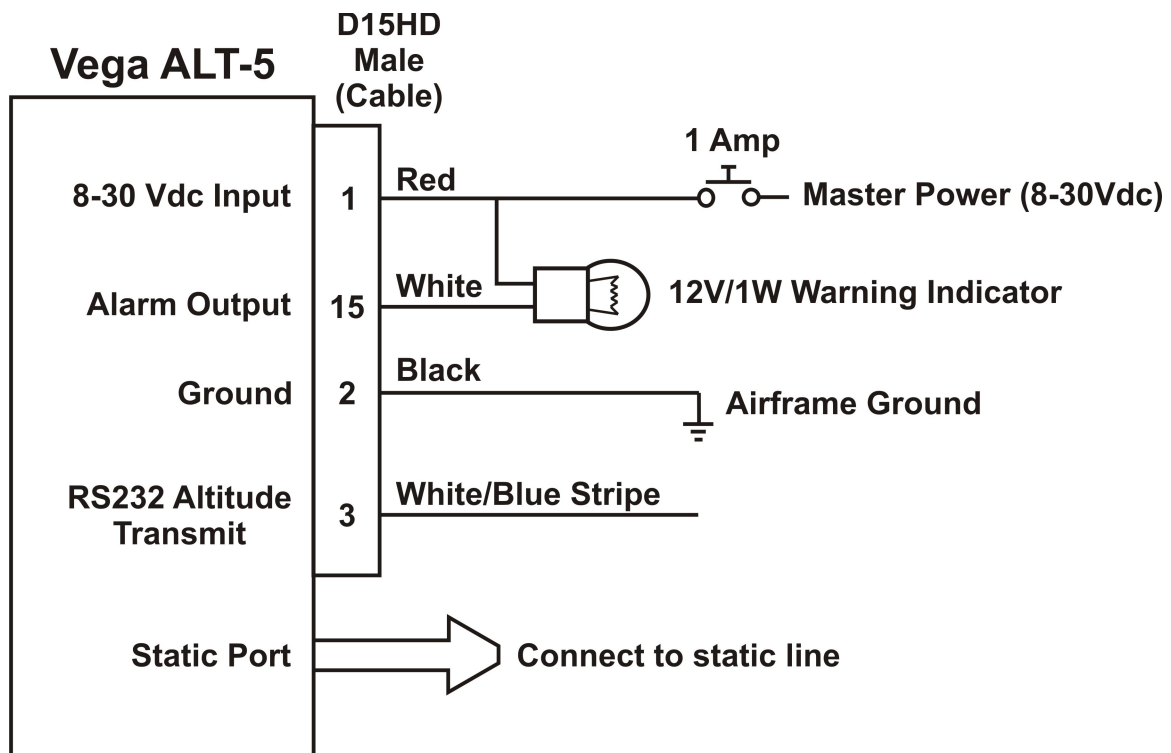 D15HD
Male
(Cable)
Vega ALT-5
1 Amp
8-30 Vdc Input
1
Red
Master Power (8-30Vdc)
Alarm Output
15
White
12V/1W Warning Indicator
Ground
2
Black
Airframe Ground
RS232 Altitude
Transmit
3
White/Blue Stripe
Static Port
Connect to static line